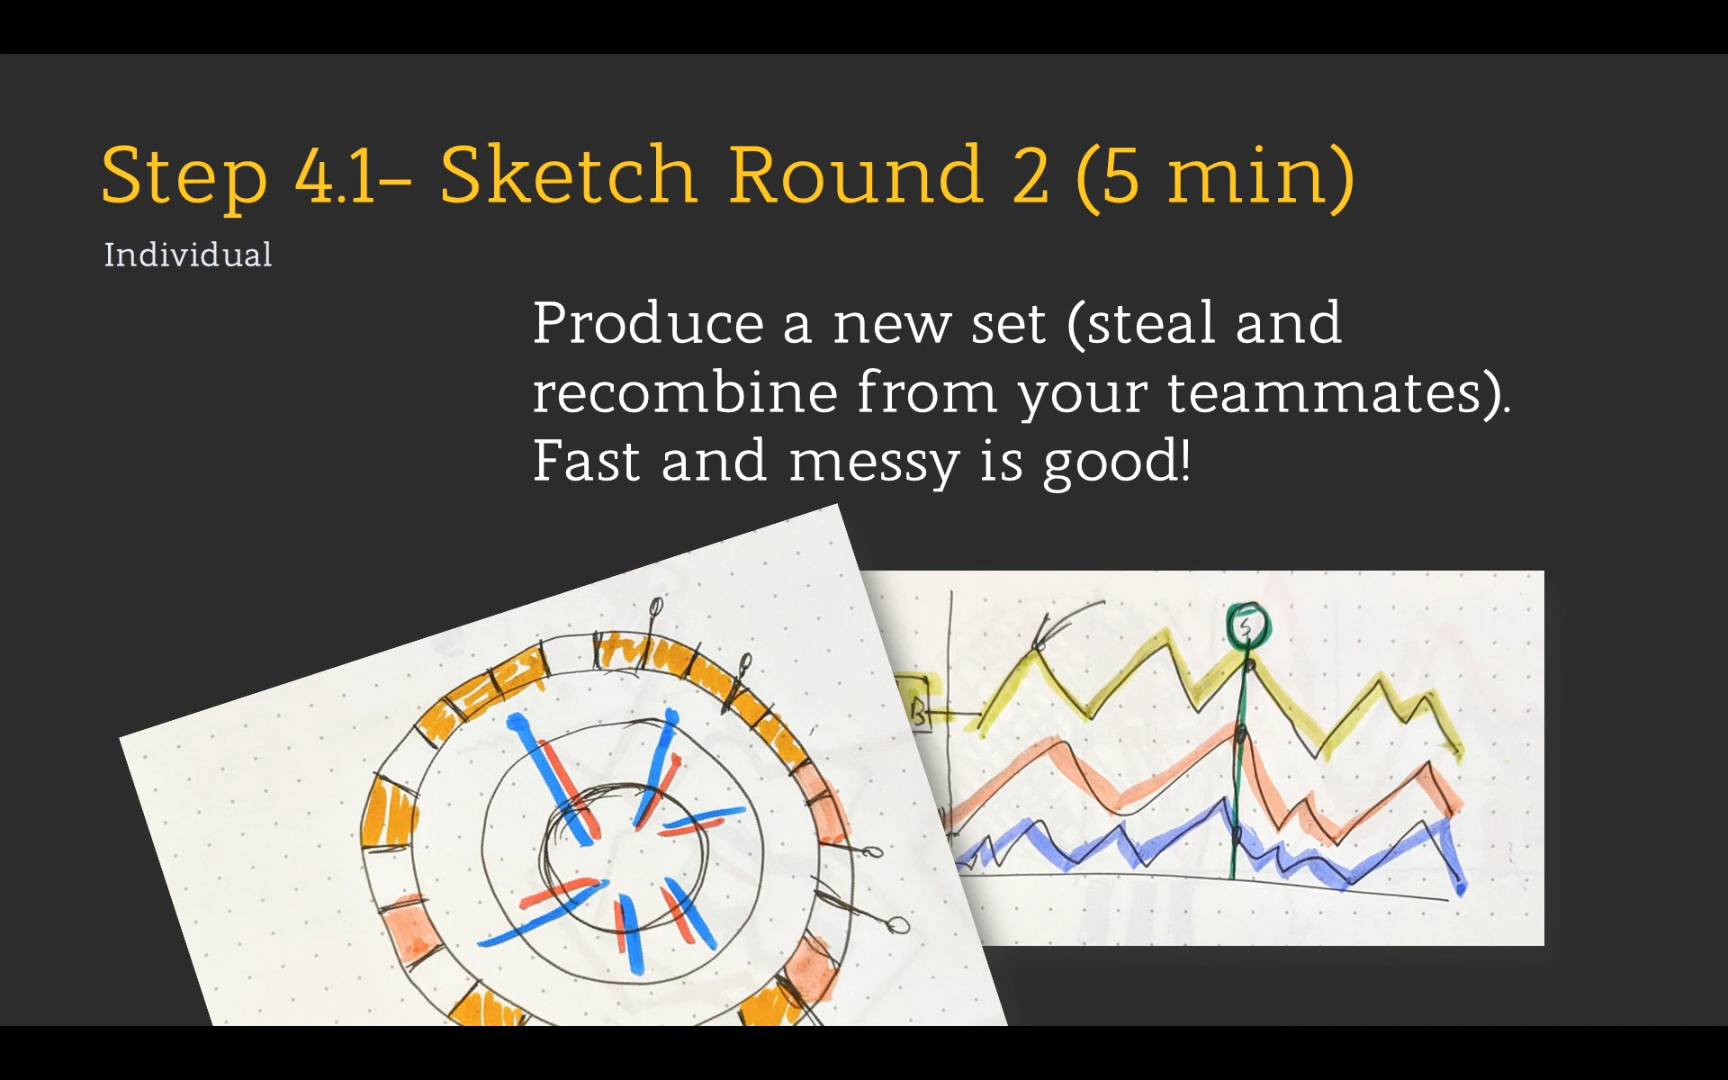 Step 4.1– Sketch Round 2 (5 min)
Individual
Produce a new set (steal and
recombine from your teammates).
Fast and messy is good!
S
B